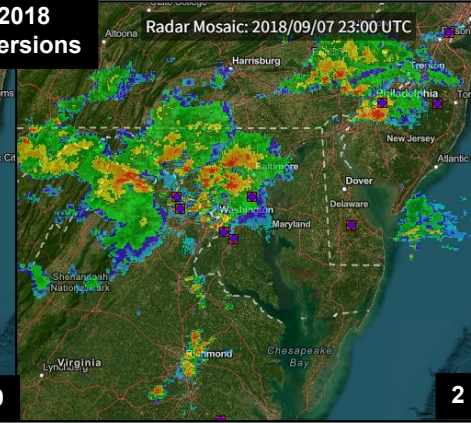 2018
ersions
Radar Mosaic: 2018/09/07 23:00 UTC
Altoona
Harrisburg
Trenton
Philadelphia
New Jersey
Atlantic
Baltimore
Dover
Washington
Maryland
Delaware
Shenandoah
National Park
Richmond
Chesapeake
Bay
Virginia
Lynchburg
2